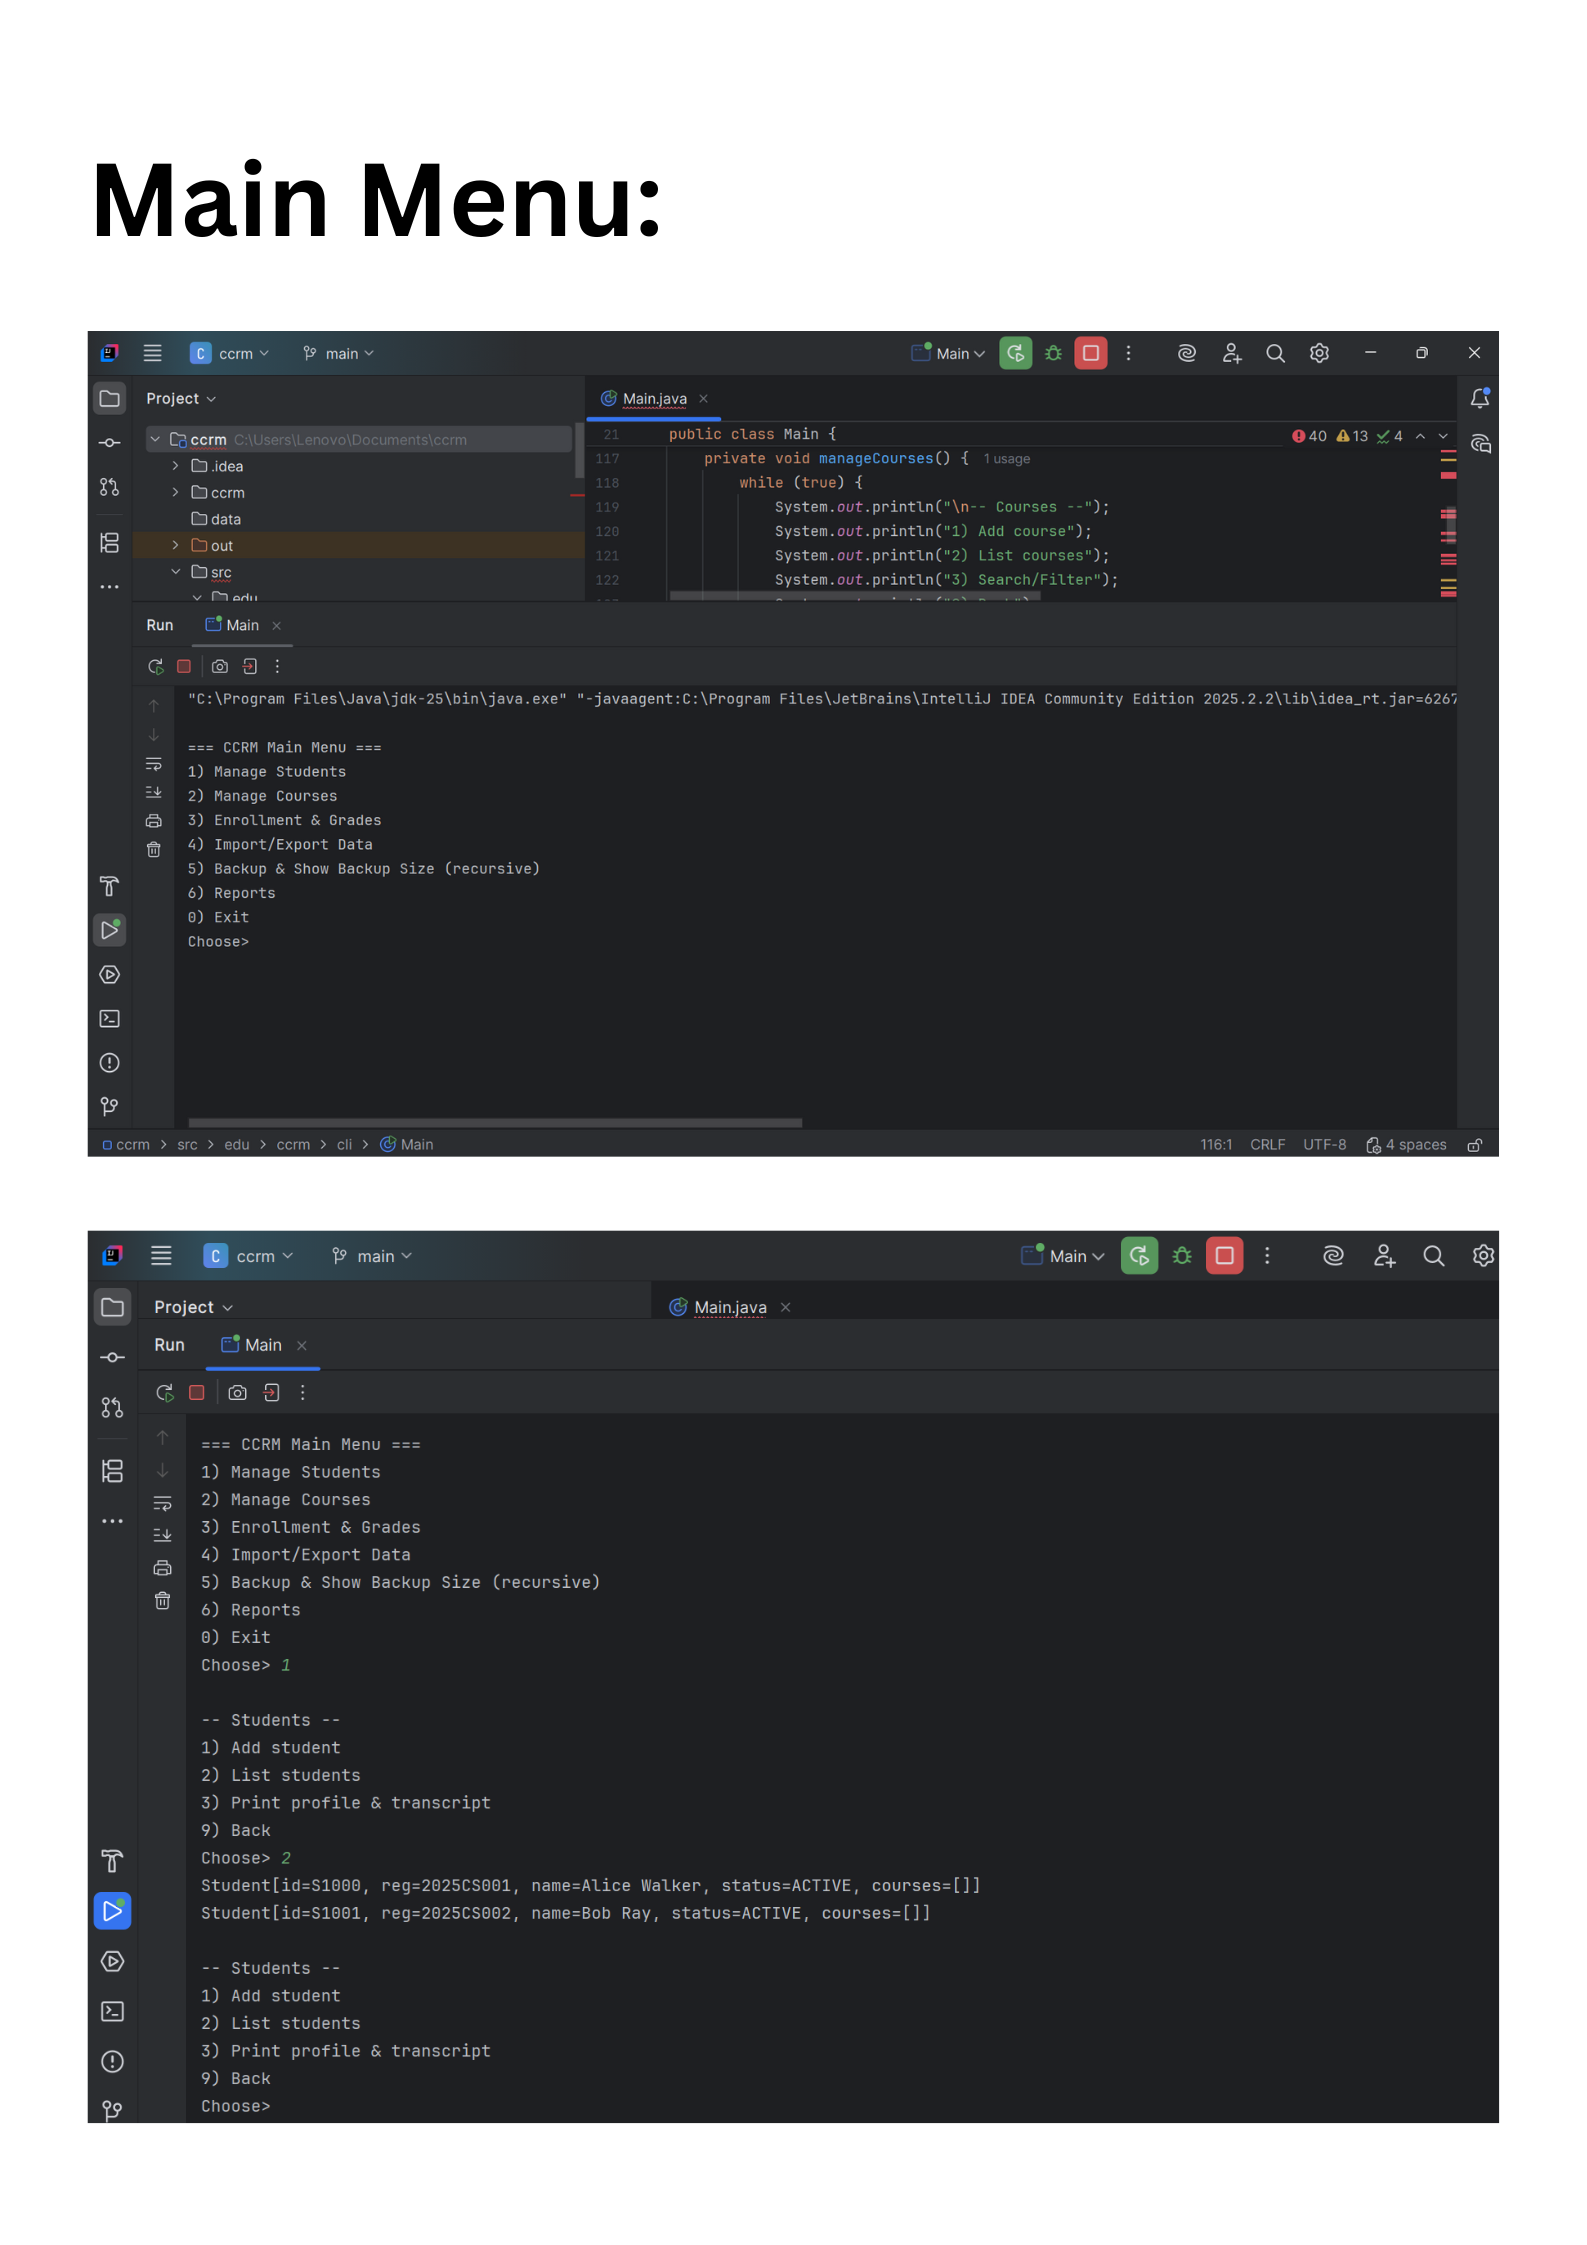 Main Menu:
C ccrm main Main
Project Main.java
ccrm C:\Users\Lenovo\Documents\ccrm
.idea
ccrm
data
out
src
edu
21 public class Main {
40 13 4
117 private void manageCourses() { 1 usage
118 while (true) {
119 System.out.println("\n-- Courses --");
120 System.out.println("1) Add course");
121 System.out.println("2) List courses");
122 System.out.println("3) Search/Filter");
Run Main
"C:\Program Files\Java\jdk-25\bin\java.exe" "-javaagent:C:\Program Files\JetBrains\IntelliJ IDEA Community Edition 2025.2.2\lib\idea_rt.jar=6267
=== CCRM Main Menu ===
1) Manage Students
2) Manage Courses
3) Enrollment & Grades
4) Import/Export Data
5) Backup & Show Backup Size (recursive)
6) Reports
0) Exit
Choose>
ccrm > src > edu > ccrm > cli > Main 116:1 CRLF UTF-8 4 spaces
C ccrm main Main
Project Main.java
Run Main
=== CCRM Main Menu ===
1) Manage Students
2) Manage Courses
3) Enrollment & Grades
4) Import/Export Data
5) Backup & Show Backup Size (recursive)
6) Reports
0) Exit
Choose> 1
-- Students --
1) Add student
2) List students
3) Print profile & transcript
9) Back
Choose> 2
Student[id=S1000, reg=2025CS001, name=Alice Walker, status=ACTIVE, courses=[]]
Student[id=S1001, reg=2025CS002, name=Bob Ray, status=ACTIVE, courses=[]]
-- Students --
1) Add student
2) List students
3) Print profile & transcript
9) Back
Choose>